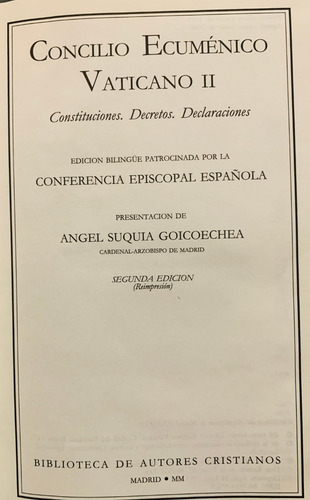 CONCILIO ECUMÉNICO
VATICANO II
Constituciones. Decretos. Declaraciones
EDICION BILINGÜE PATROCINADA POR LA
CONFERENCIA EPISCOPAL ESPAÑOLA
PRESENTACION DE
ANGEL SUQUIA GOICOECHEA
CARDENAL-ARZOBISPO DE MADRID
SEGUNDA EDICION
(Reimpresión)
BIBLIOTECA DE AUTORES CRISTIANOS
MADRID • MM